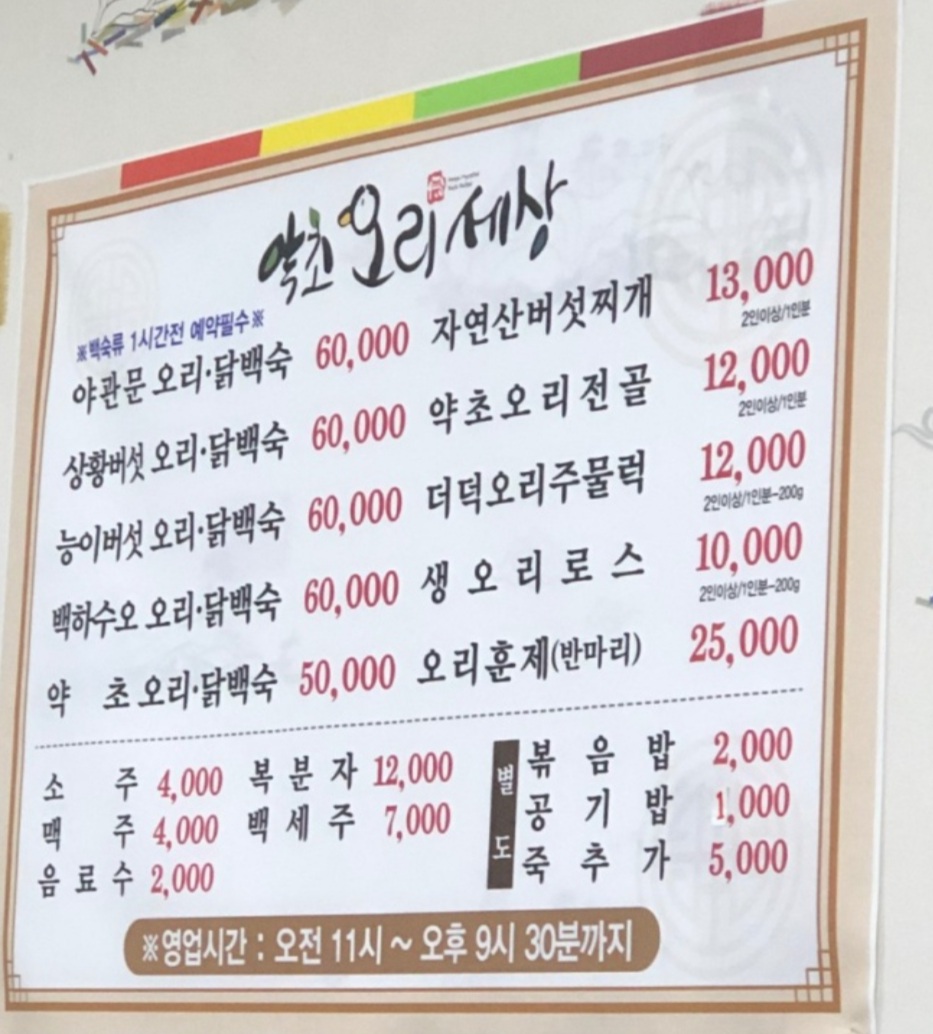 약초 오리 세상
※백숙류 1시간전 예약필수※
야관문 오리·닭백숙 60,000
상황버섯 오리·닭백숙 60,000
능이버섯 오리·닭백숙 60,000
백하수오 오리·닭백숙 60,000
약 초 오리·닭백숙 50,000
자연산버섯찌개 13,000
2인이상/1인분
약초오리전골 12,000
2인이상/1인분
더덕오리주물럭 12,000
2인이상/1인분-200g
생오리로스 10,000
2인이상/1인분-200g
오리훈제(반마리) 25,000
소 주 4,000
맥 주 4,000
음료수 2,000
복분자 12,000
백세주 7,000
별도
볶음밥 2,000
공기밥 1,000
죽추가 5,000
※영업시간 : 오전 11시 ~ 오후 9시 30분까지